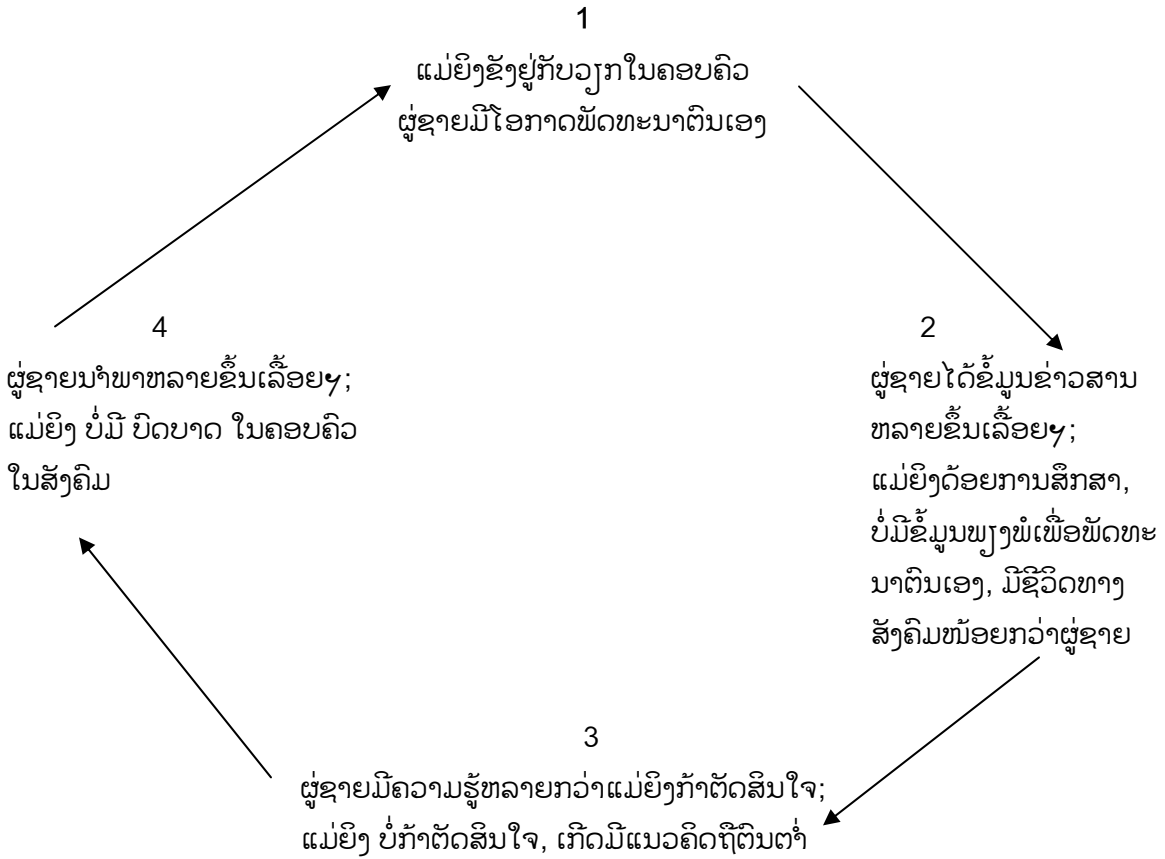 1
ແມ່ຍິງຂັງຢູ່ກັບວຽກໃນຄອບຄົວ
ຜູ່ຊາຍມີໂອກາດພັດທະນາຕົນເອງ
2
ຜູ່ຊາຍໄດ້ຂໍ້ມູນຂ່າວສານ
ຫລາຍຂຶ້ນເລື້ອຍໆ;
ແມ່ຍິງດ້ອຍການສຶກສາ,
ບໍ່ມີຂໍ້ມູນພຽງພໍເພື່ອພັດທະ
ນາຕົນເອງ, ມີຊີວິດທາງ
ສັງຄົມໜ້ອຍກວ່າຜູ່ຊາຍ
3
ຜູ່ຊາຍມີຄວາມຮູ້ຫລາຍກວ່າແມ່ຍິງກ້າຕັດສິນໃຈ;
ແມ່ຍິງ ບໍ່ກ້າຕັດສິນໃຈ, ເກີດມີແນວຄິດຖືຕົນຕໍ່າ
4
ຜູ່ຊາຍນໍາພາຫລາຍຂຶ້ນເລື້ອຍໆ;
ແມ່ຍິງ ບໍ່ມີ ບົດບາດ ໃນຄອບຄົວ
ໃນສັງຄົມ